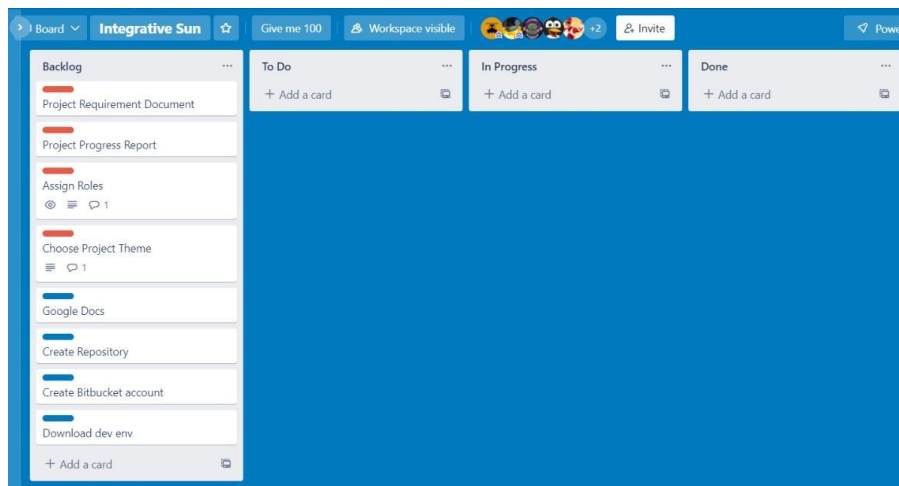 Board
Integrative Sun
Give me 100
Workspace visible
+2
Invite
Powe
Backlog
...
Project Requirement Document
Project Progress Report
Assign Roles
1
Choose Project Theme
1
Google Docs
Create Repository
Create Bitbucket account
Download dev env
+ Add a card
To Do
...
+ Add a card
In Progress
...
+ Add a card
Done
...
+ Add a card